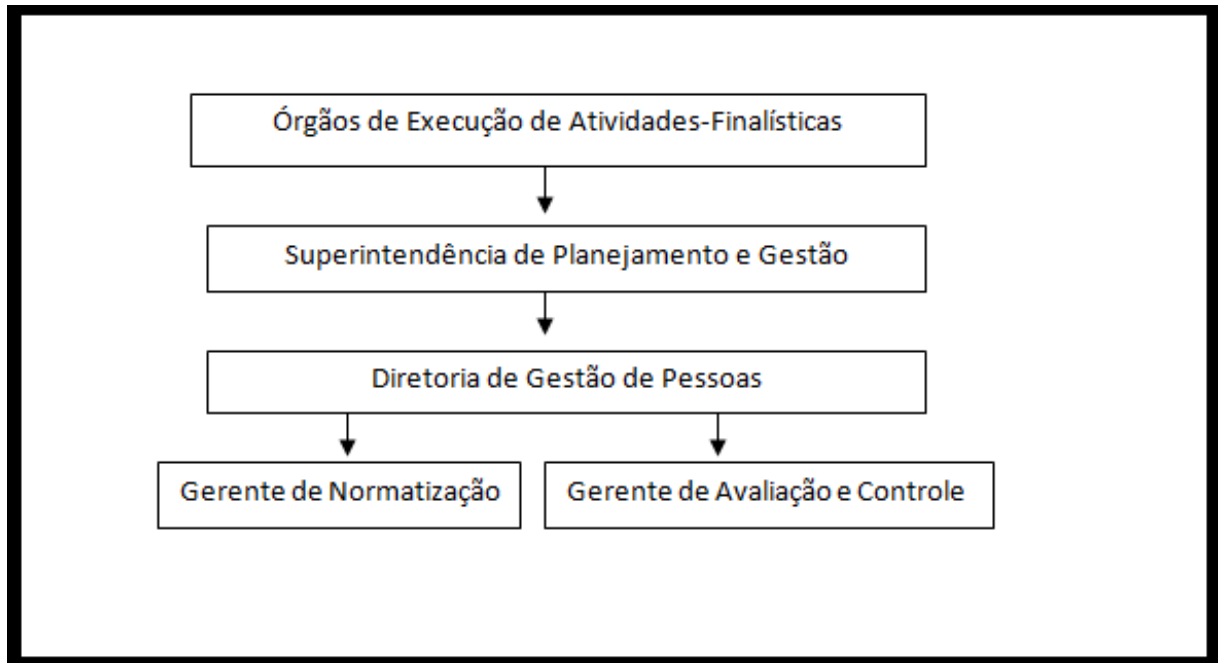 Órgãos de Execução de Atividades-Finalísticas
Superintendência de Planejamento e Gestão
Diretoria de Gestão de Pessoas
Gerente de Normatização
Gerente de Avaliação e Controle